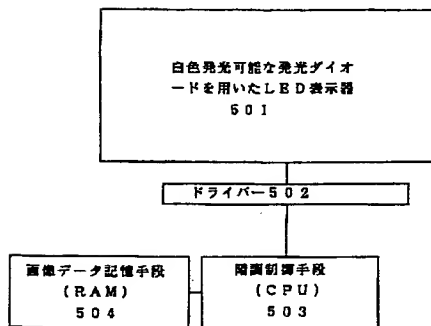 白色発光可能な発光ダイオ
ードを用いたLED表示器
501
ドライバー502
画像データ記憶手段
(RAM)
504
階調制御手段
(CPU)
503